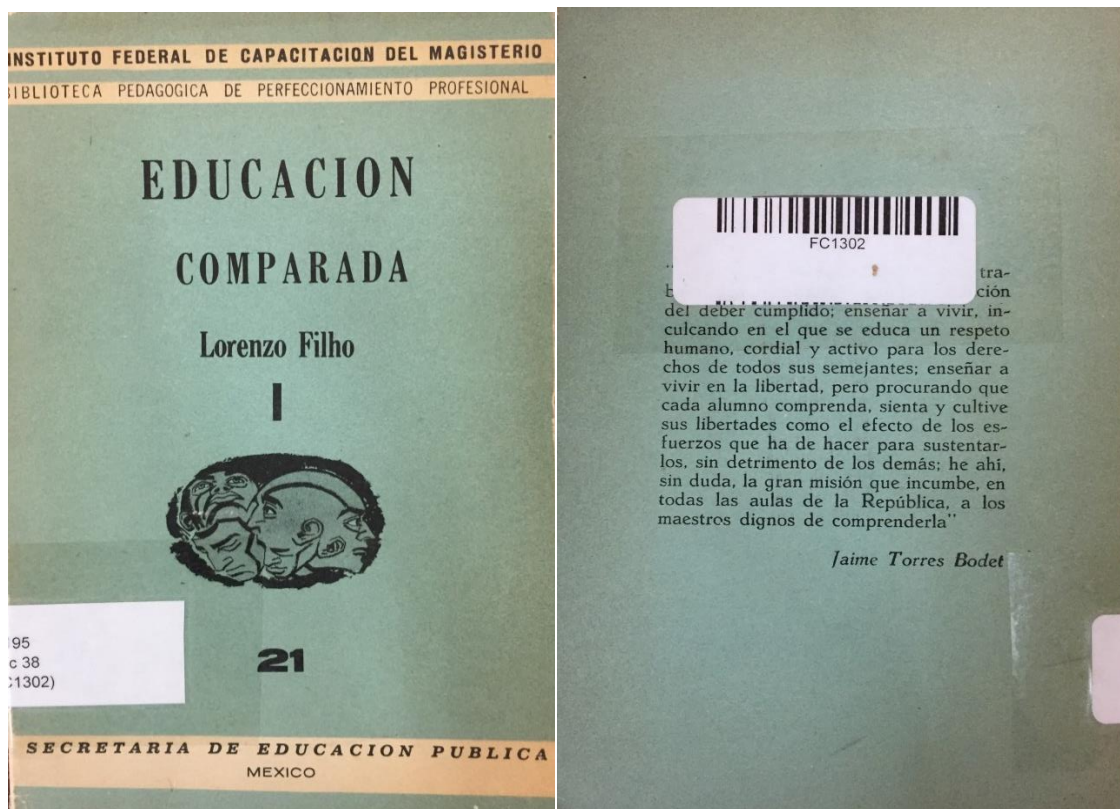 INSTITUTO FEDERAL DE CAPACITACION DEL MAGISTERIO
BIBLIOTECA PEDAGOGICA DE PERFECCIONAMIENTO PROFESIONAL
EDUCACION
COMPARADA
Lorenzo Filho
I
21
195
c 38
C1302)
SECRETARIA DE EDUCACION PUBLICA
MEXICO
FC1302
tra-
ción
del deber cumplido; enseñar a vivir, in-
culcando en el que se educa un respeto
humano, cordial y activo para los dere-
chos de todos sus semejantes; enseñar a
vivir en la libertad, pero procurando que
cada alumno comprenda, sienta y cultive
sus libertades como el efecto de los es-
fuerzos que ha de hacer para sustentar-
los, sin detrimento de los demás; he ahí,
sin duda, la gran misión que incumbe, en
todas las aulas de la República, a los
maestros dignos de comprenderla"
Jaime Torres Bodet